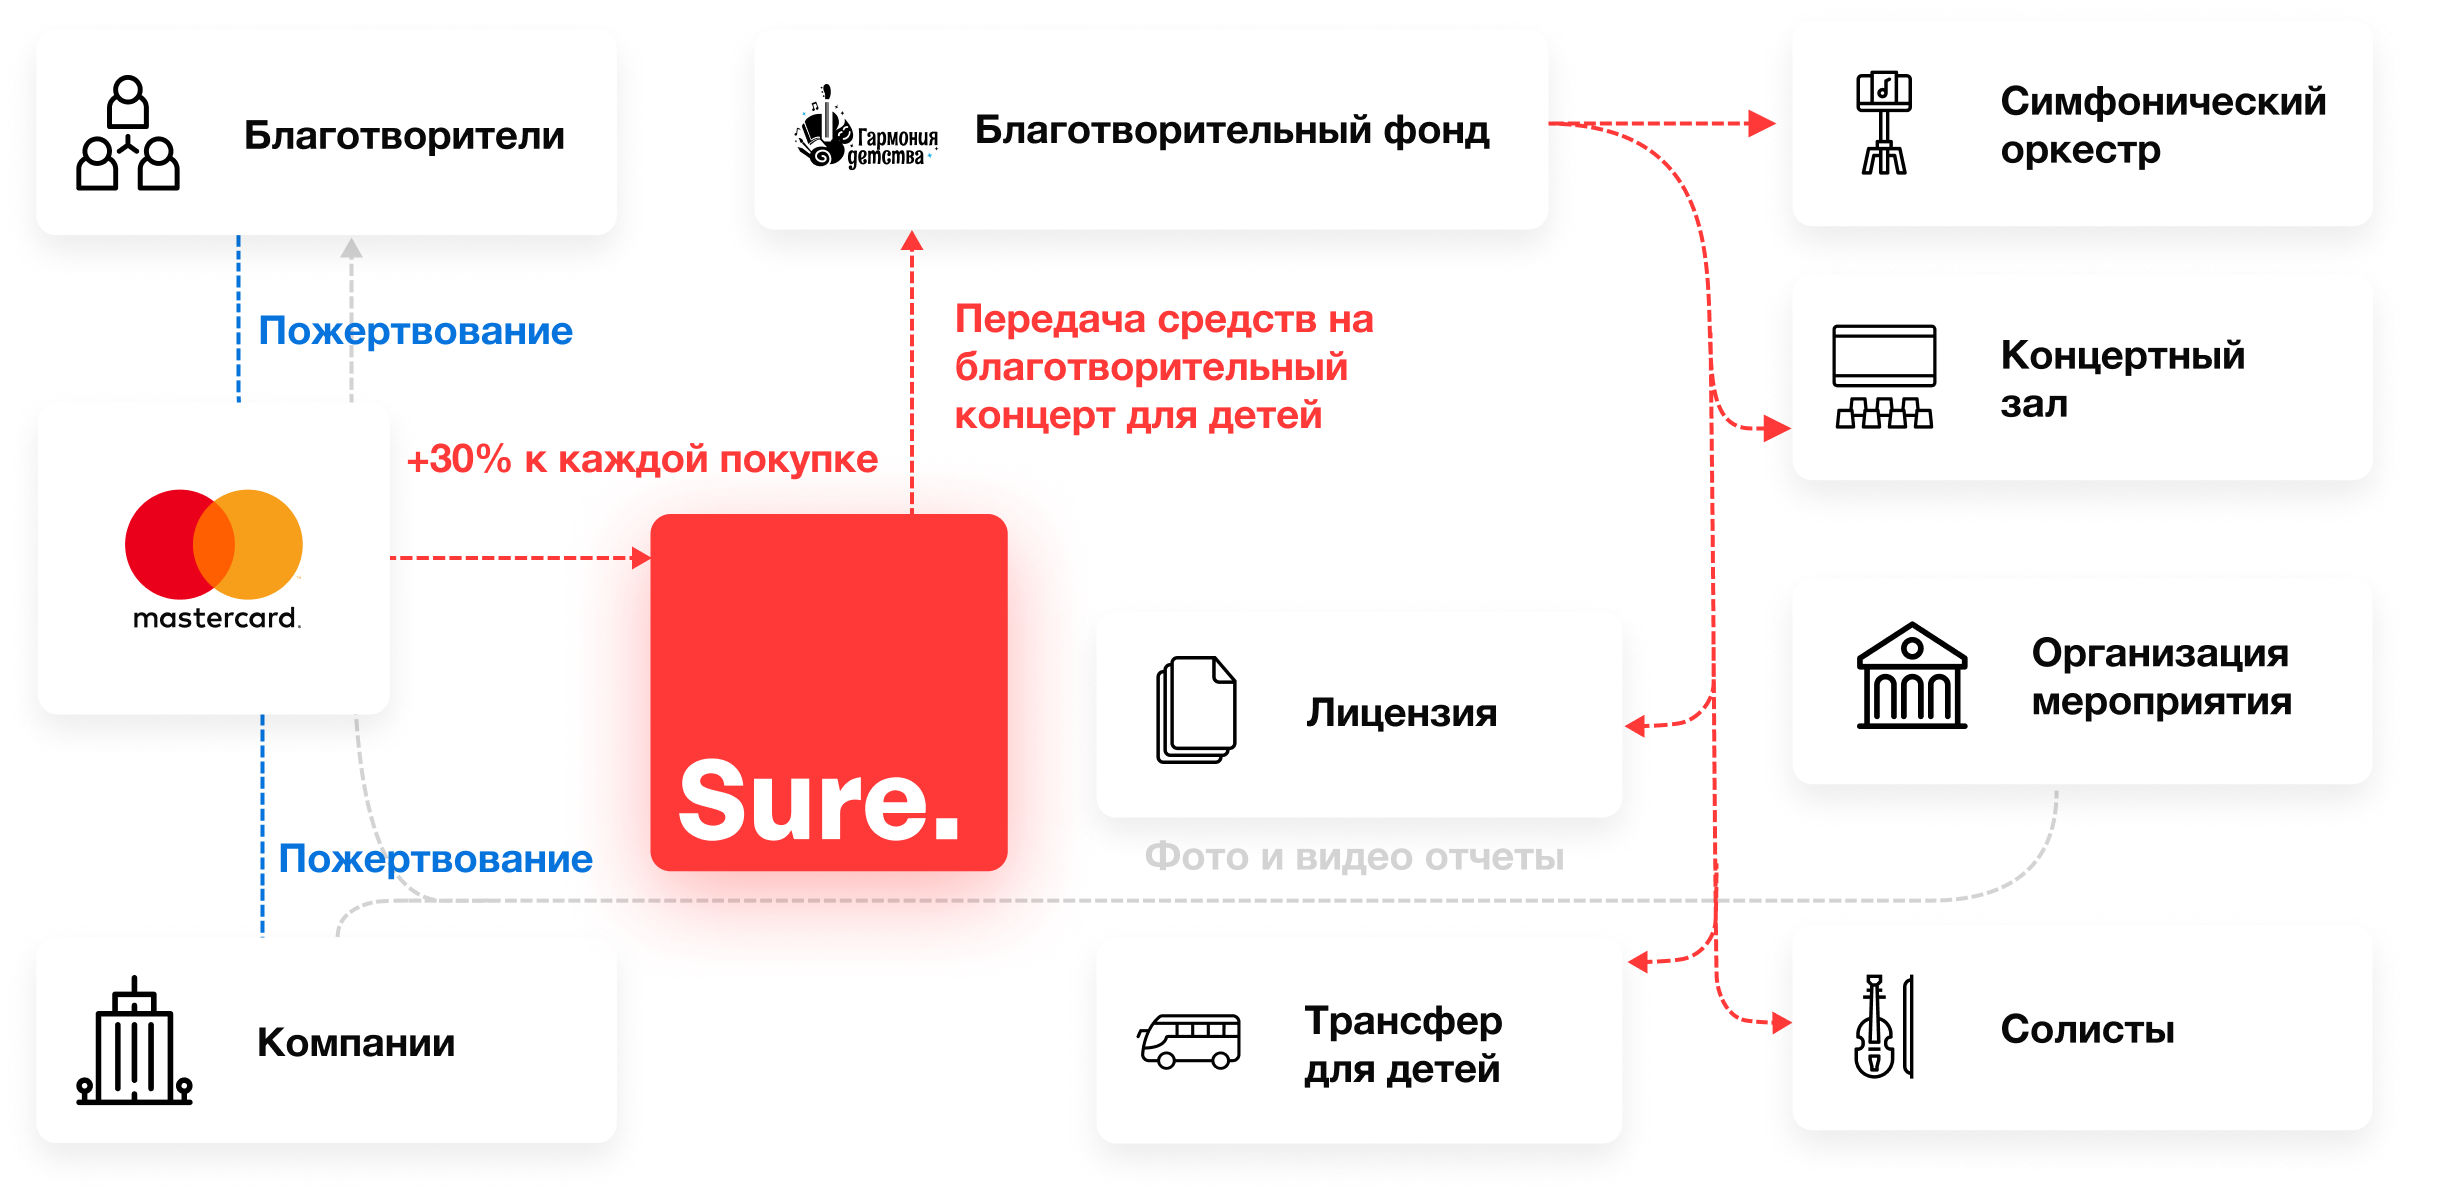 Благотворители
Гармония
детства
Благотворительный фонд
Симфонический
оркестр
Пожертвование
Передача средств на
благотворительный
концерт для детей
Концертный
зал
+30% к каждой покупке
mastercard.
Sure.
Лицензия
Организация
мероприятия
Пожертвование
Фото и видео отчеты
Компании
Трансфер
для детей
Солисты